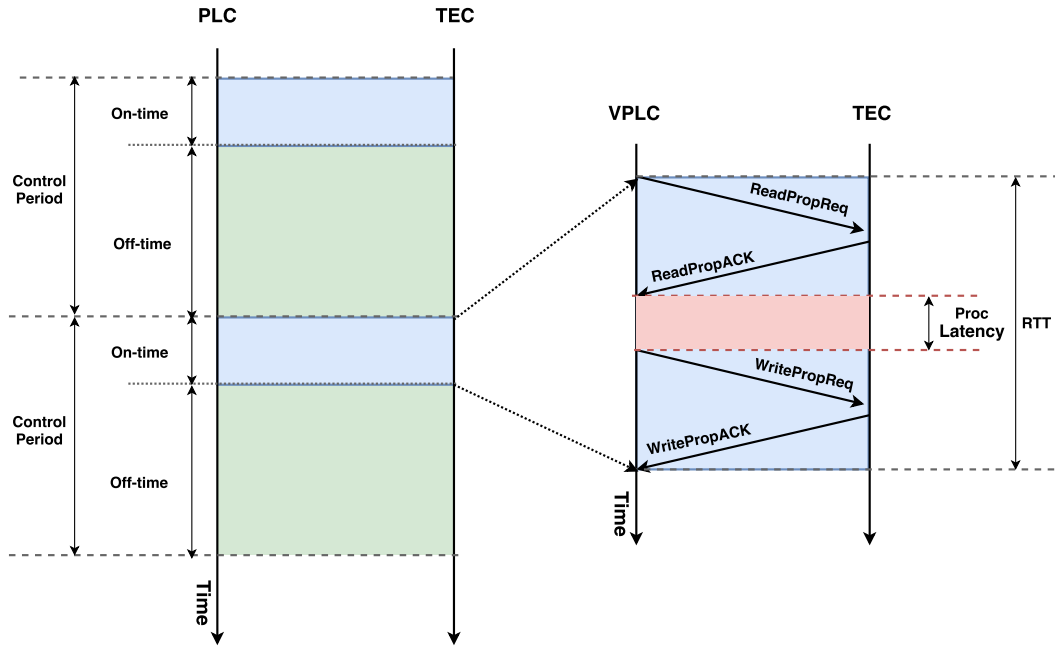 PLC
TEC
On-time
Control
Period
Off-time
On-time
Control
Period
Off-time
Time
VPLC
TEC
ReadPropReq
ReadPropACK
Proc
Latency
RTT
WritePropReq
WritePropACK
Time